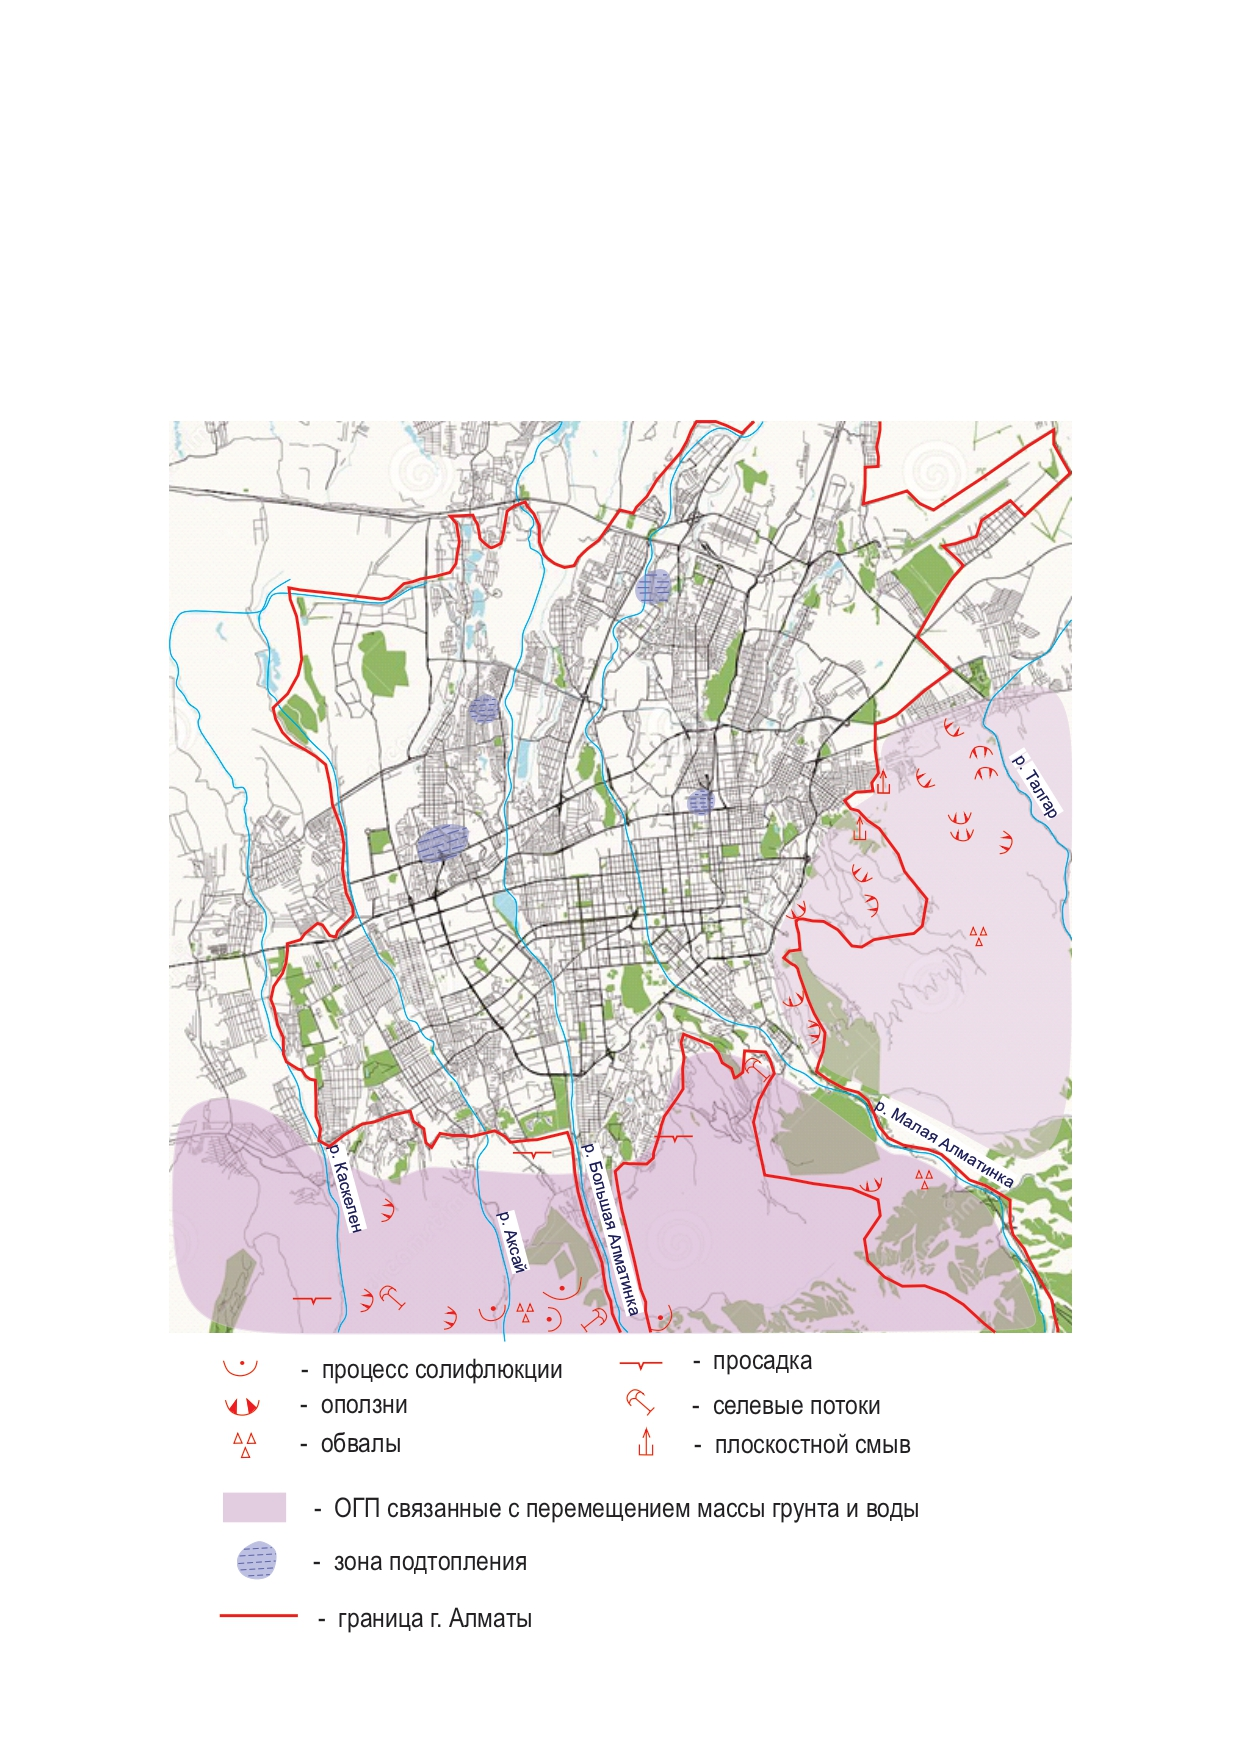 р. Талгар
р. Малая Алматинка
р. Каскелен
р. Аксай
р. Большая Алматинка
- процесс солифлюкции
- оползни
- обвалы
- просадка
- селевые потоки
- плоскостной смыв
- ОГП связанные с перемещением массы грунта и воды
- зона подтопления
- граница г. Алматы